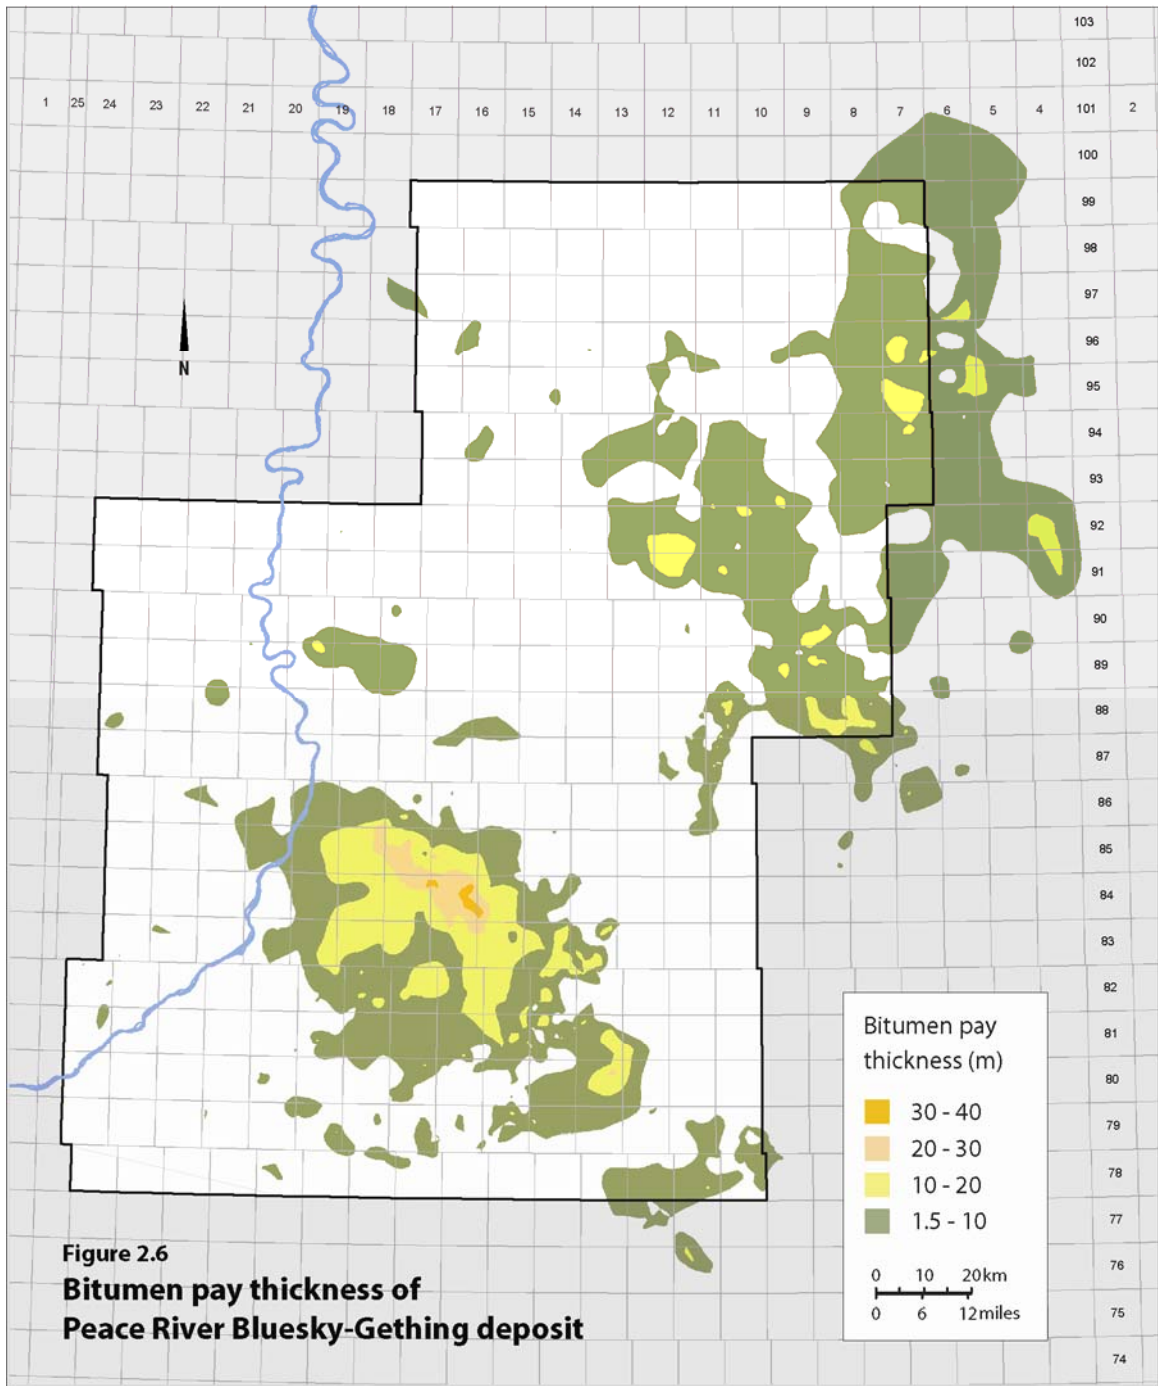 103
102
1 25 24 23 22 21 20 19 18 17 16 15 14 13 12 11 10 9 8 7 6 5 4 101 2
100
99
98
97
N
96
95
94
93
92
91
90
89
88
87
86
85
84
83
82
81
80
79
78
77
76
75
74
Bitumen pay
thickness (m)
30 - 40
20 - 30
10 - 20
1.5 - 10
0 10 20km
0 6 12miles
Figure 2.6
Bitumen pay thickness of
Peace River Bluesky-Gething deposit